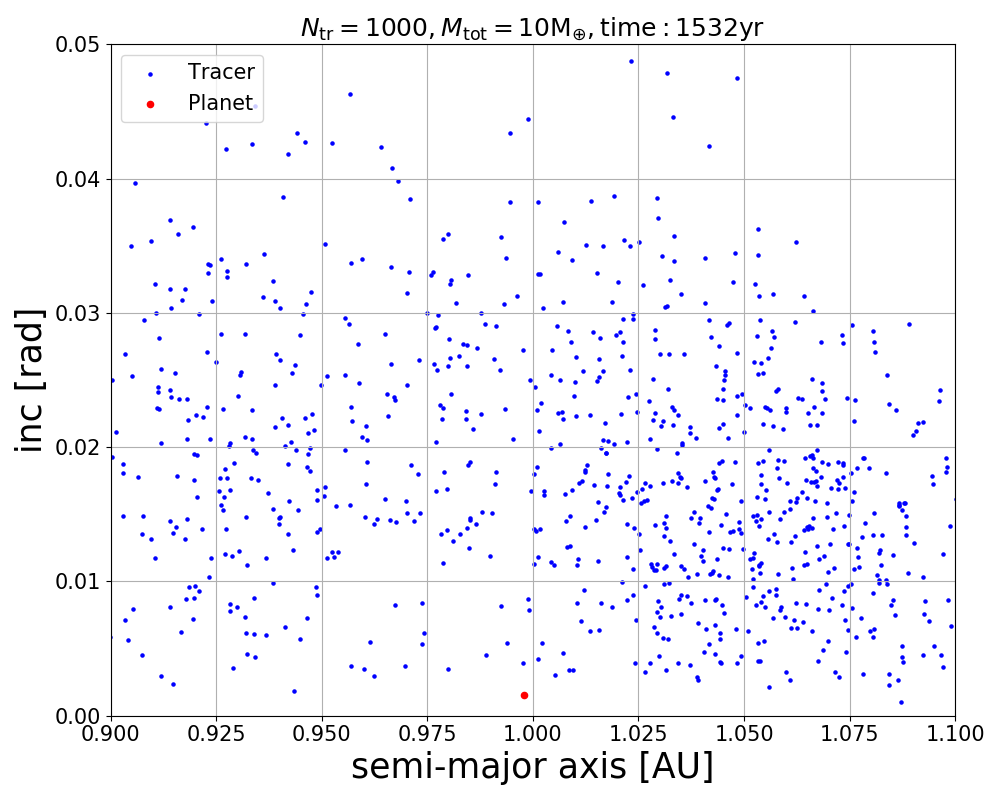 N_tr = 1000, M_tot = 10M_⊕, time : 1532yr
Tracer
Planet
0.05
0.04
0.03
0.02
0.01
0.00
inc [rad]
0.900 0.925 0.950 0.975 1.000 1.025 1.050 1.075 1.100
semi-major axis [AU]